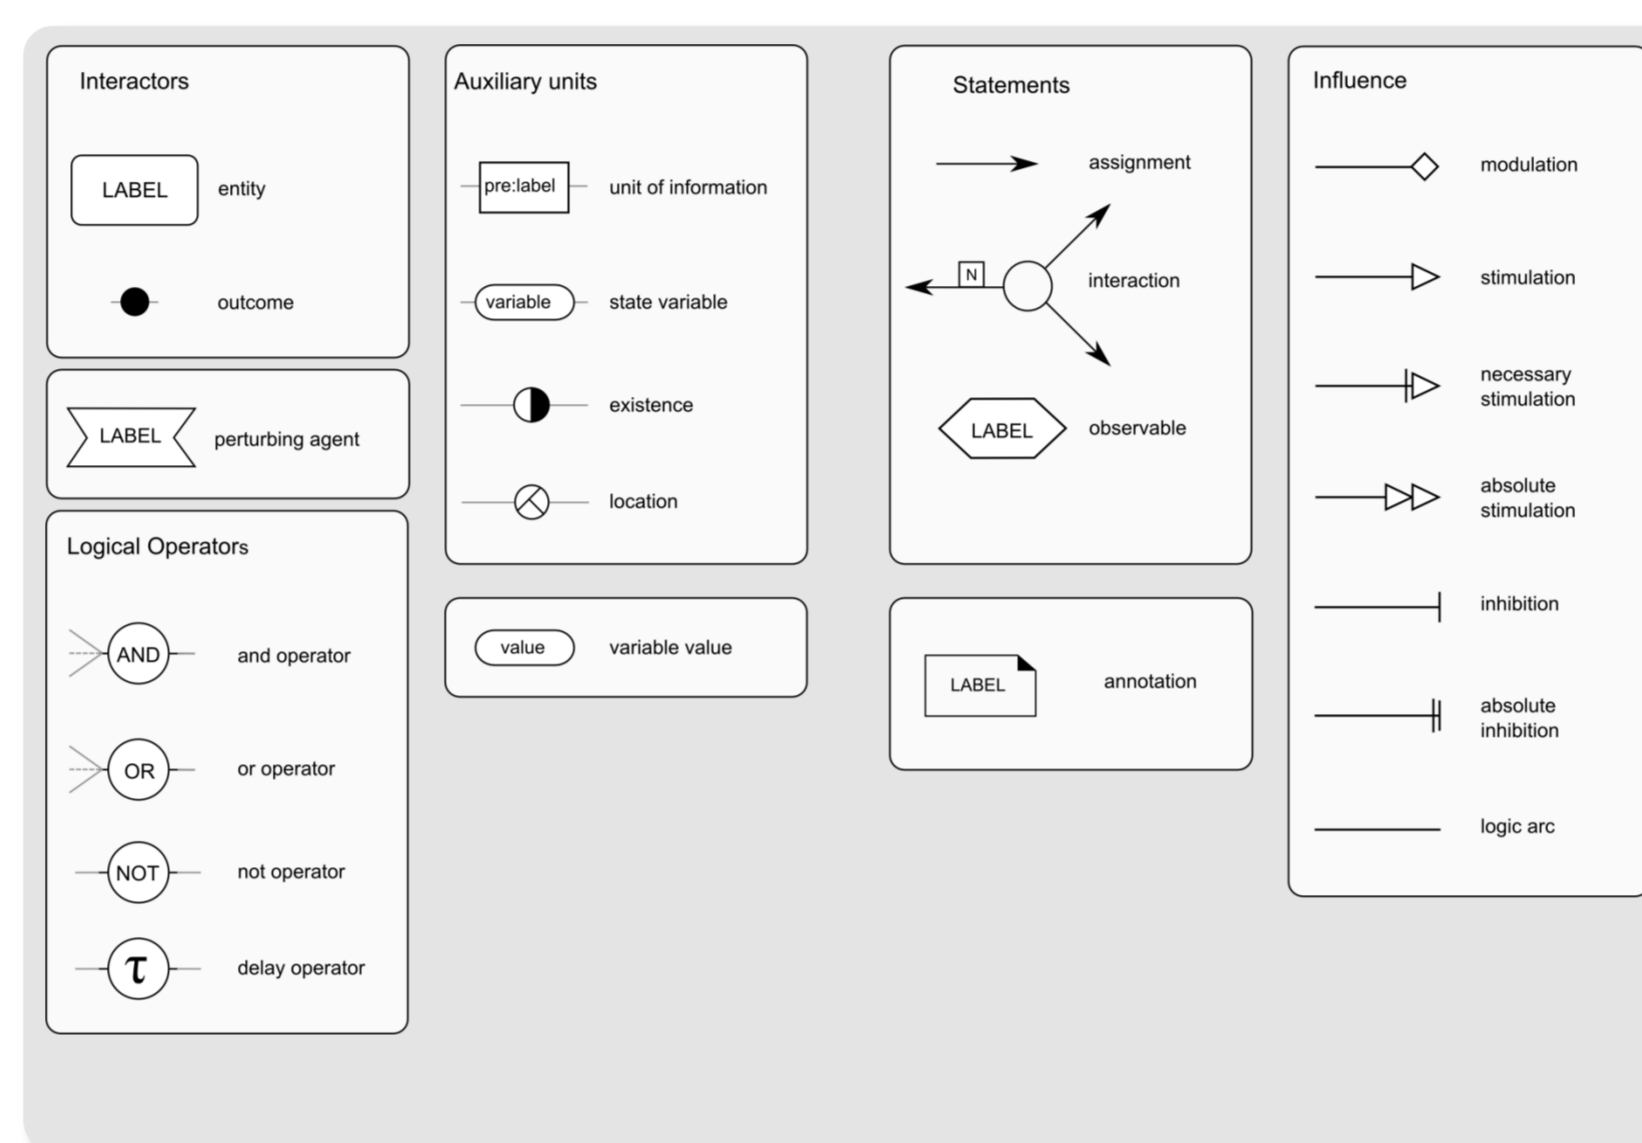 Interactors
LABEL
entity
outcome
LABEL
perturbing agent
Logical Operators
AND
and operator
OR
or operator
NOT
not operator
τ
delay operator
Auxiliary units
pre:label
unit of information
variable
state variable
existence
location
value
variable value
Statements
assignment
N
interaction
LABEL
observable
LABEL
annotation
Influence
modulation
stimulation
necessary
stimulation
absolute
stimulation
inhibition
absolute
inhibition
logic arc